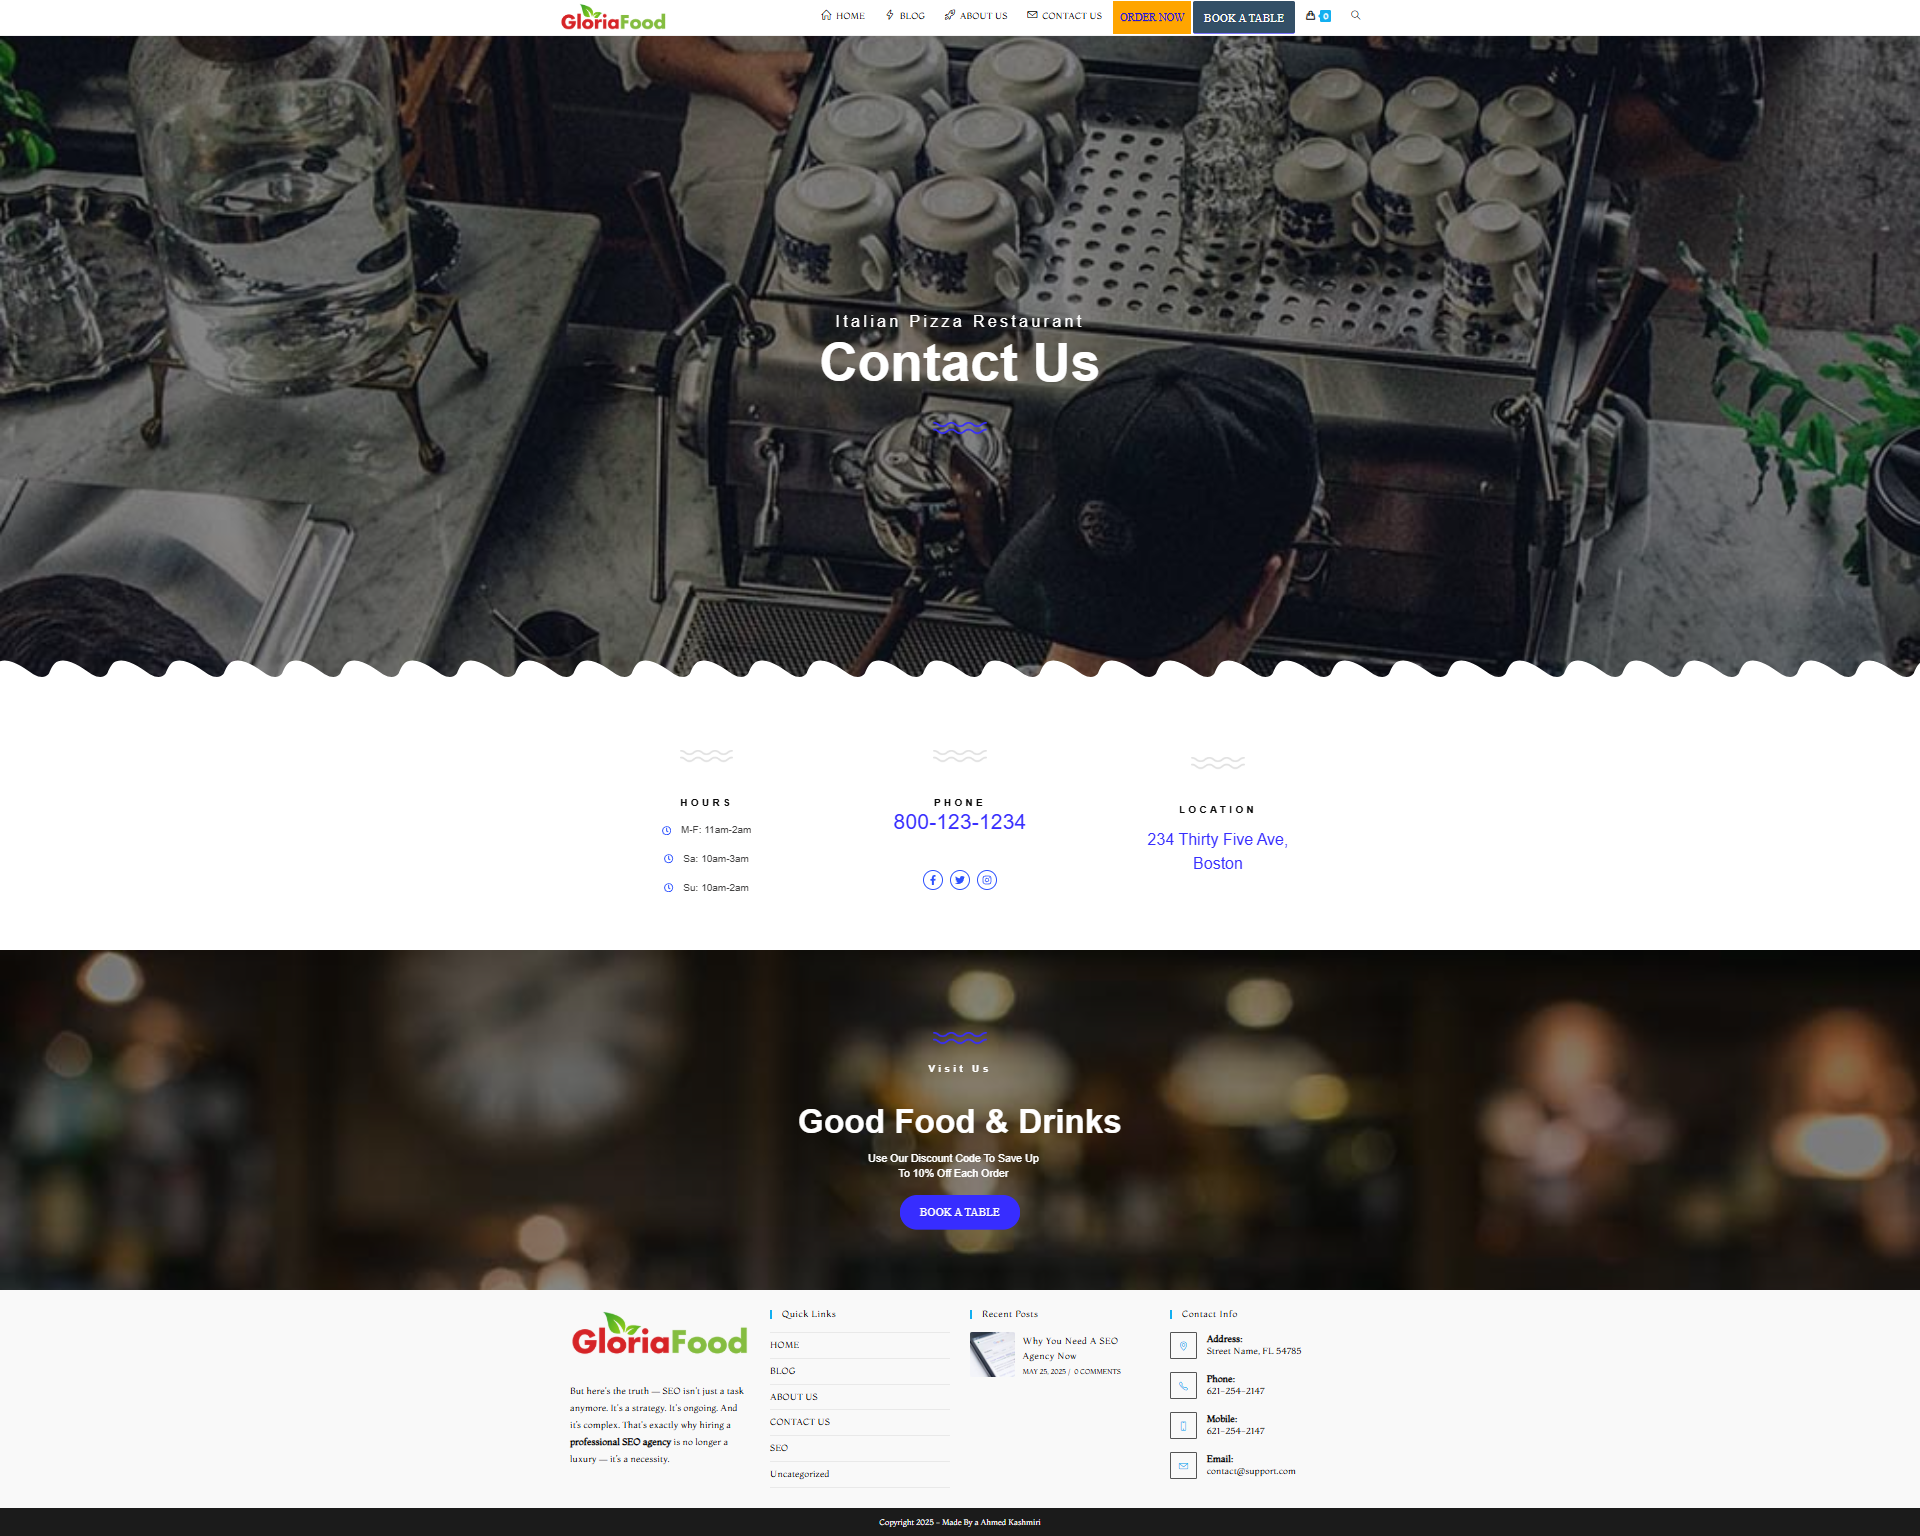 GloriaFood
HOME
BLOG
ABOUT US
CONTACT US
ORDER NOW
BOOK A TABLE
0
Italian Pizza Restaurant
Contact Us
HOURS
M-F: 11am-2am
Sa: 10am-3am
Su: 10am-2am
PHONE
800-123-1234
LOCATION
234 Thirty Five Ave,
Boston
Visit Us
Good Food & Drinks
Use Our Discount Code To Save Up
To 10% Off Each Order
BOOK A TABLE
GloriaFood
But here's the truth — SEO isn't just a task
anymore. It's a strategy. It's ongoing. And
it's complex. That's exactly why hiring a
professional SEO agency is no longer a
luxury — it's a necessity.
Quick Links
HOME
BLOG
ABOUT US
CONTACT US
SEO
Uncategorized
Recent Posts
Why You Need A SEO
Agency Now
MAY 25, 2025 / 0 COMMENTS
Contact Info
Address:
Street Name, FL 54785
Phone:
621-254-2147
Mobile:
621-254-2147
Email:
contact@support.com
Copyright 2025 - Made By a Ahmed Kashmiri